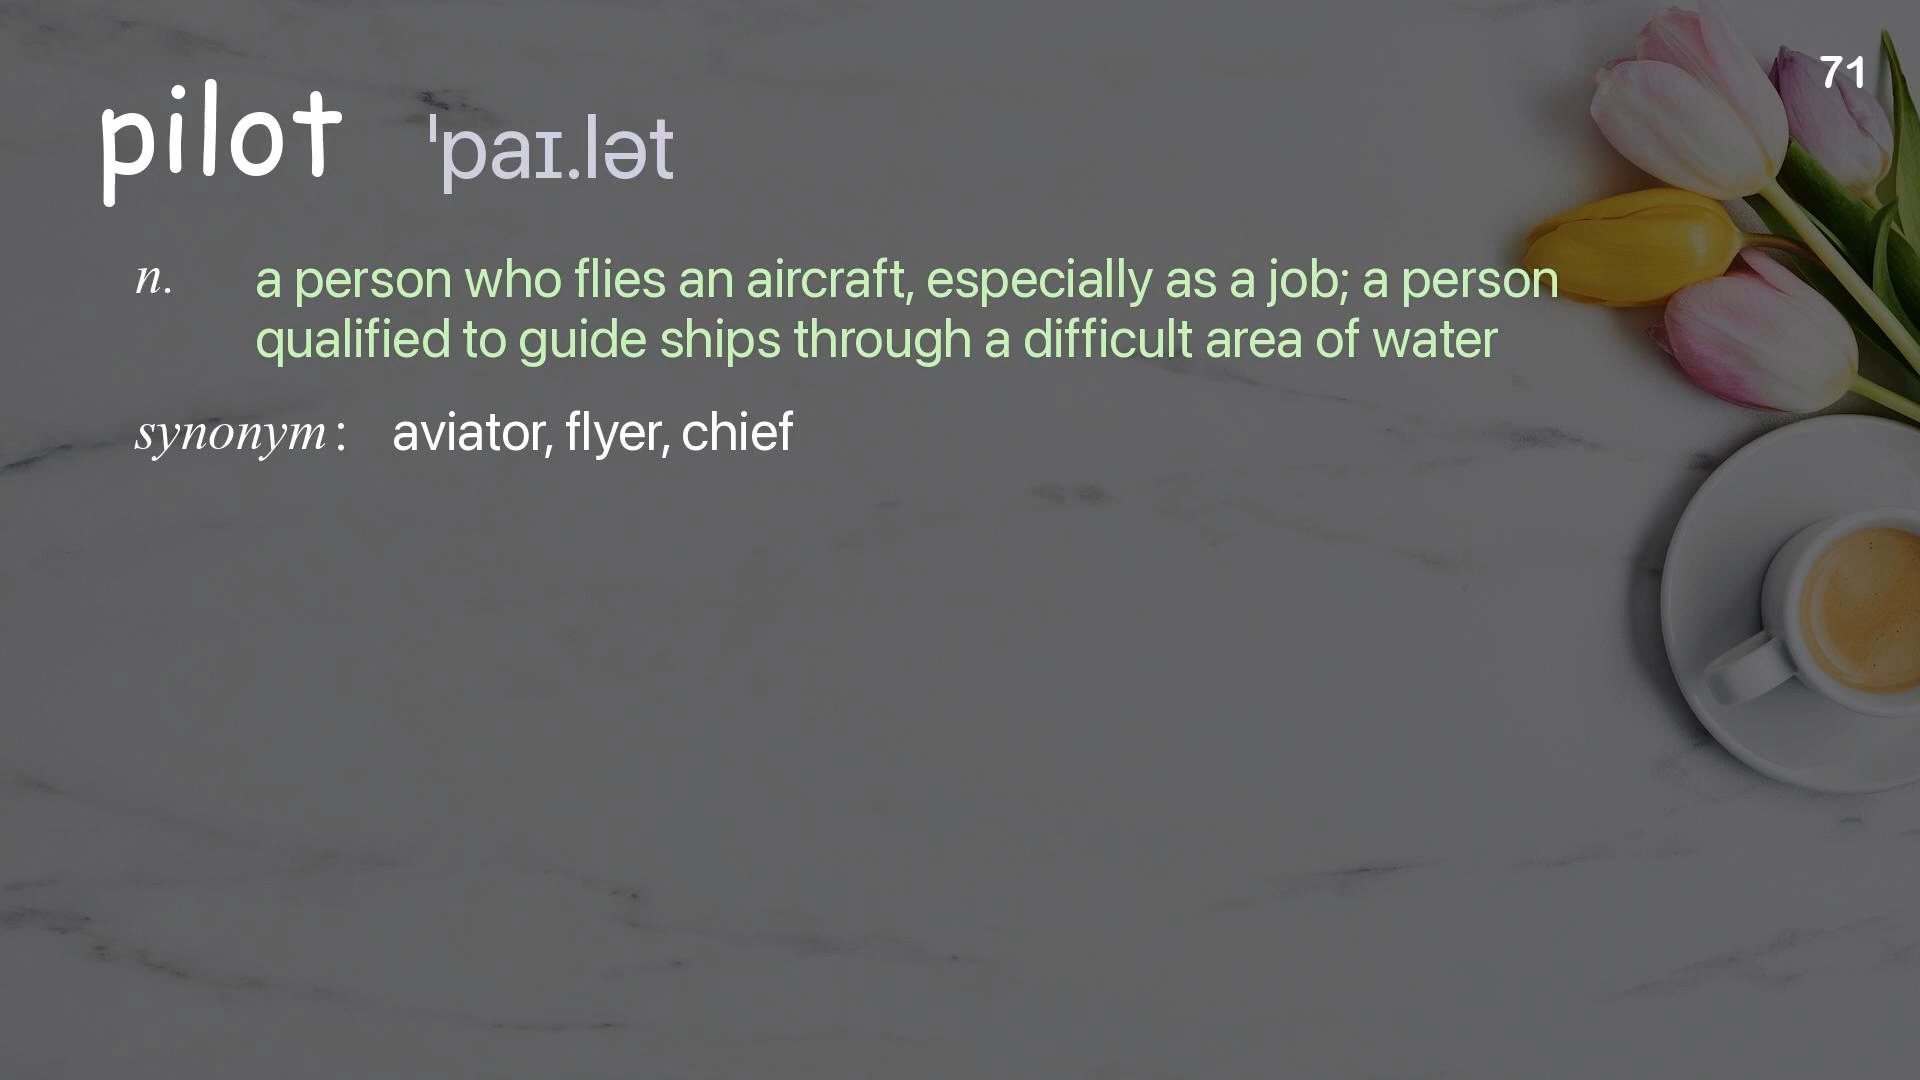 71
pilot ˈpaɪ.lət
n. a person who flies an aircraft, especially as a job; a person
qualified to guide ships through a difficult area of water
synonym: aviator, flyer, chief